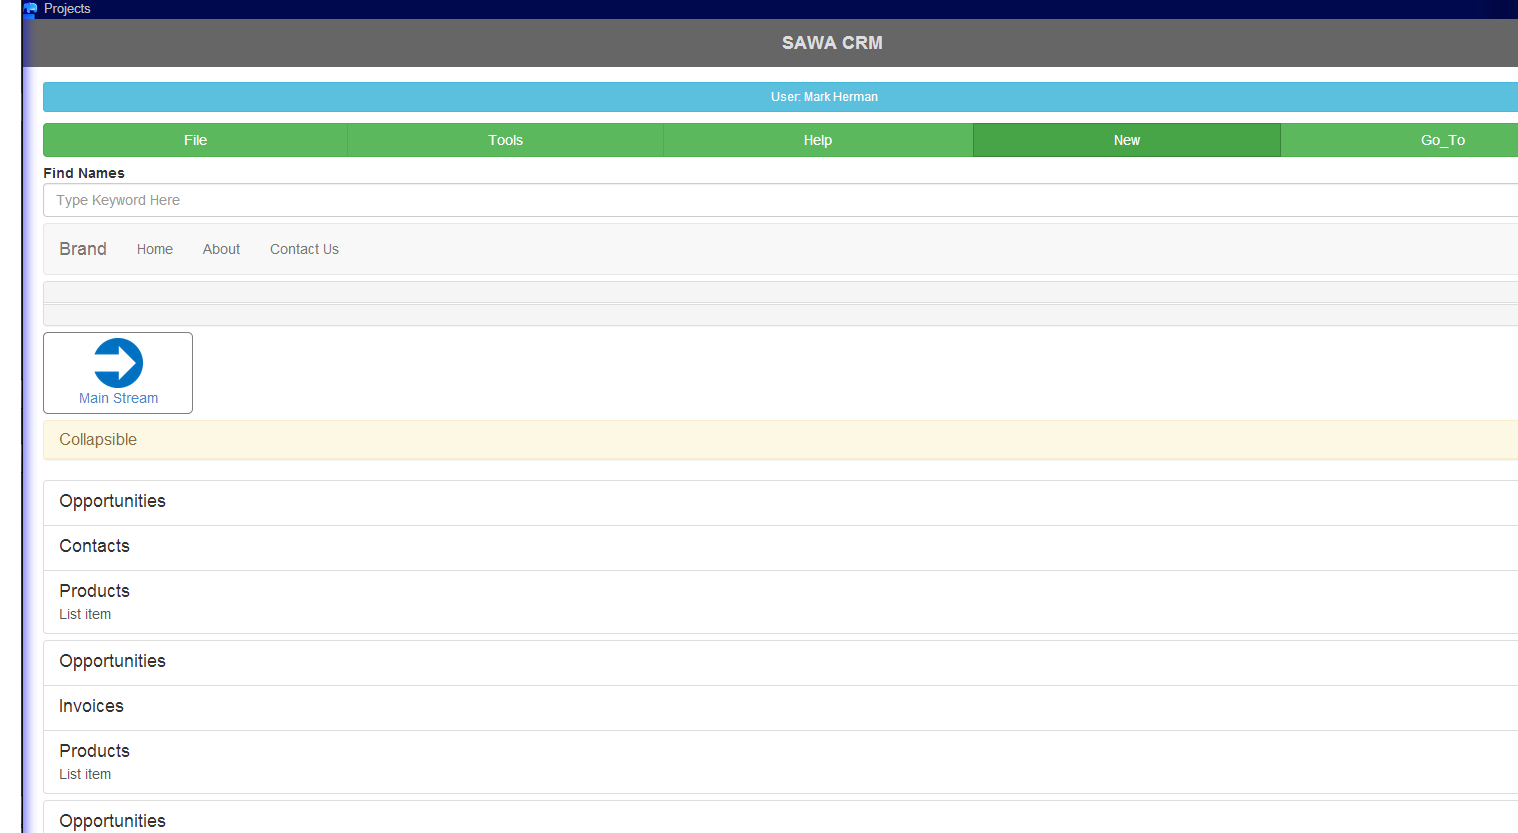 Projects
SAWA CRM
User: Mark Herman
File Tools Help New Go_To
Find Names
Type Keyword Here
Brand Home About Contact Us
Main Stream
Collapsible
Opportunities
Contacts
Products
List item
Opportunities
Invoices
Products
List item
Opportunities